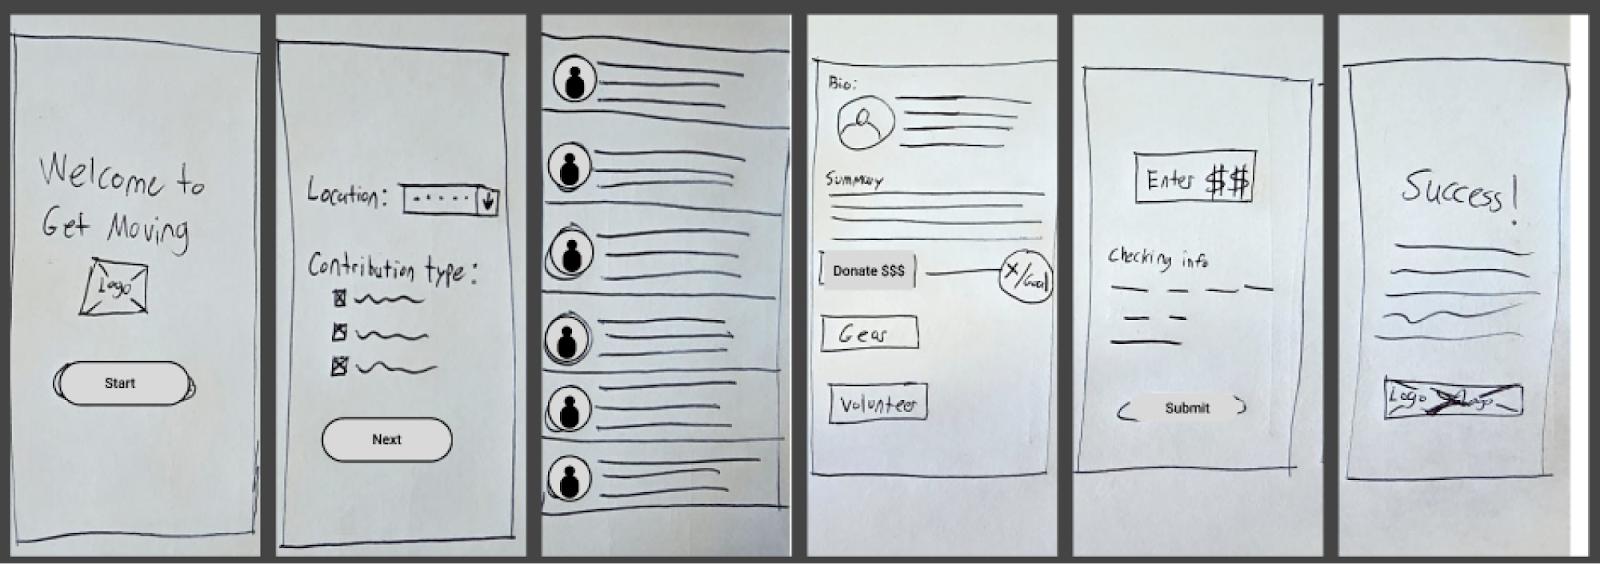 Welcome to
Get Moving
Logo
Start
Location:
Contribution type:
Next
Bio:
Summary
Donate $$$
X/Goal
Gear
Volunteer
Enter $$
Checking info
Submit
Success!
Logo Logo